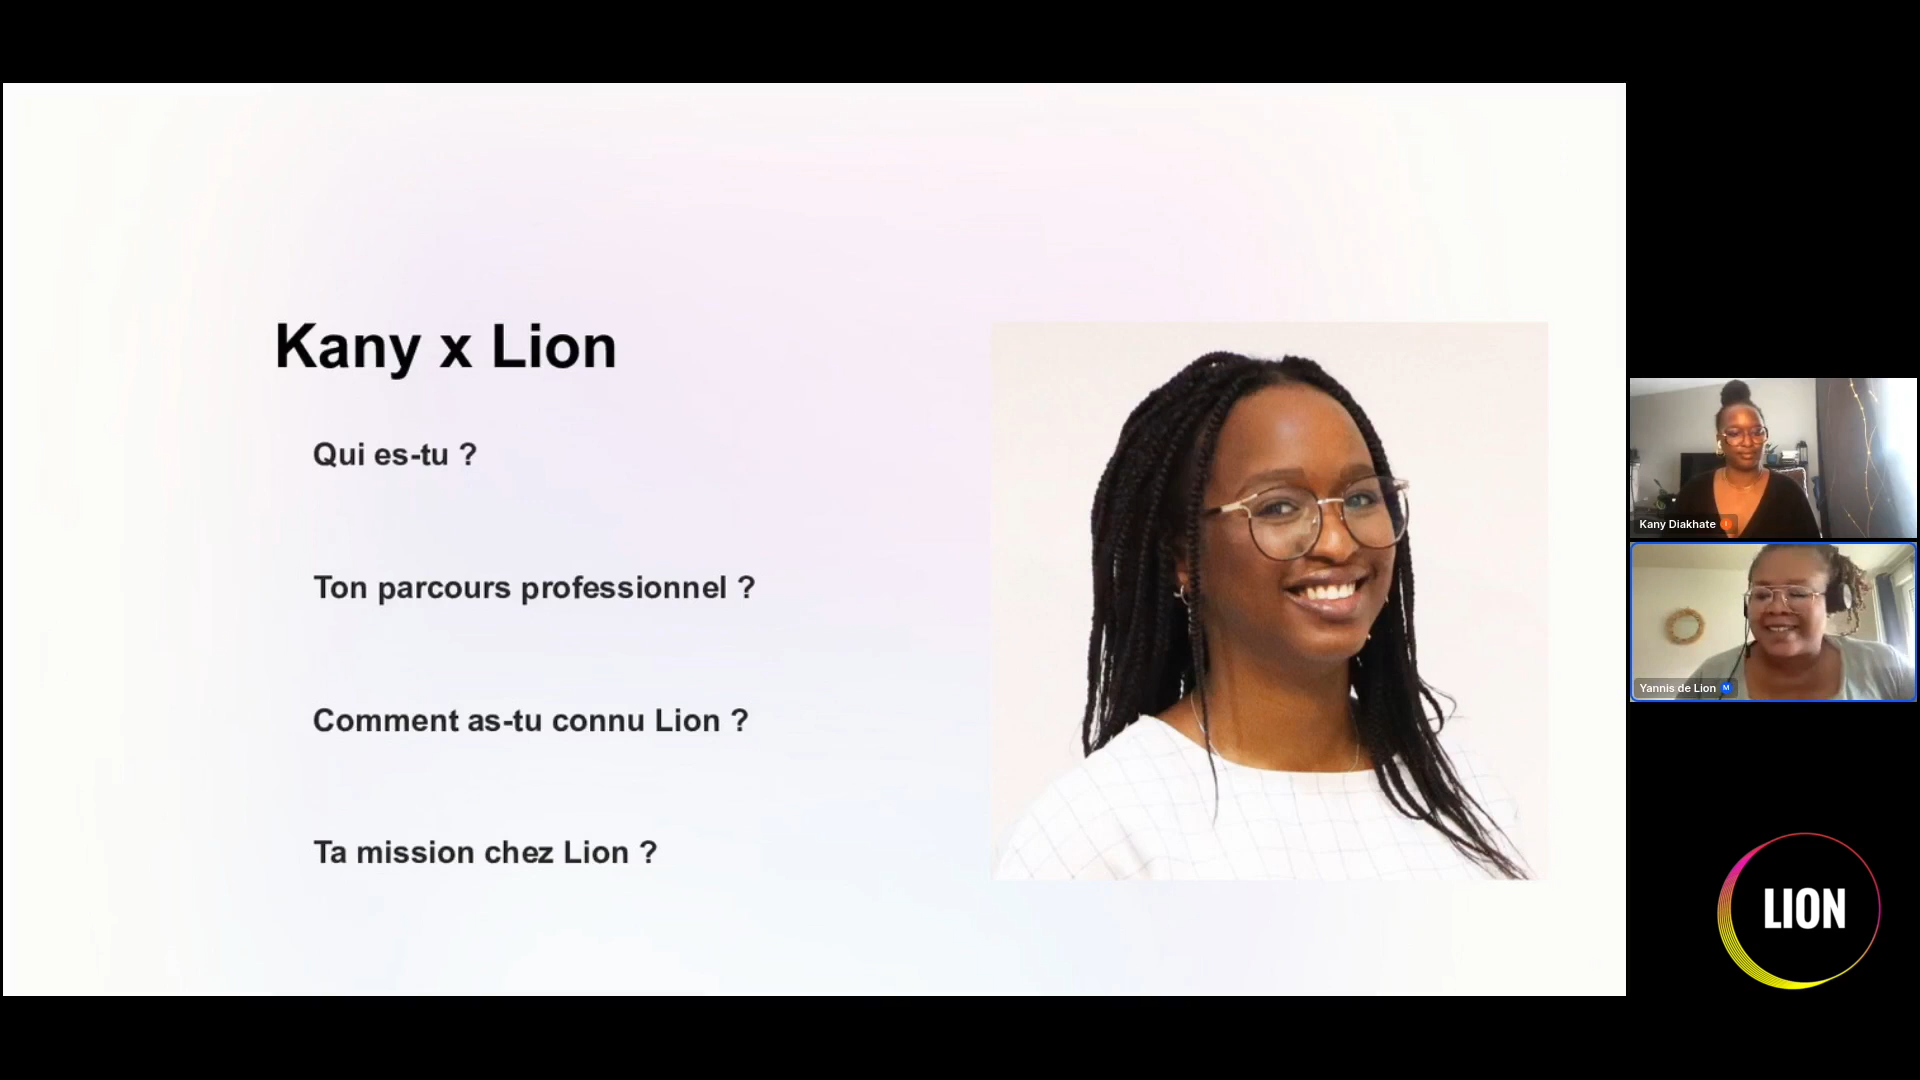 Kany x Lion
Qui es-tu ?
Ton parcours professionnel ?
Comment as-tu connu Lion ?
Ta mission chez Lion ?
Kany Diakhate I
Yannis de Lion M
LION